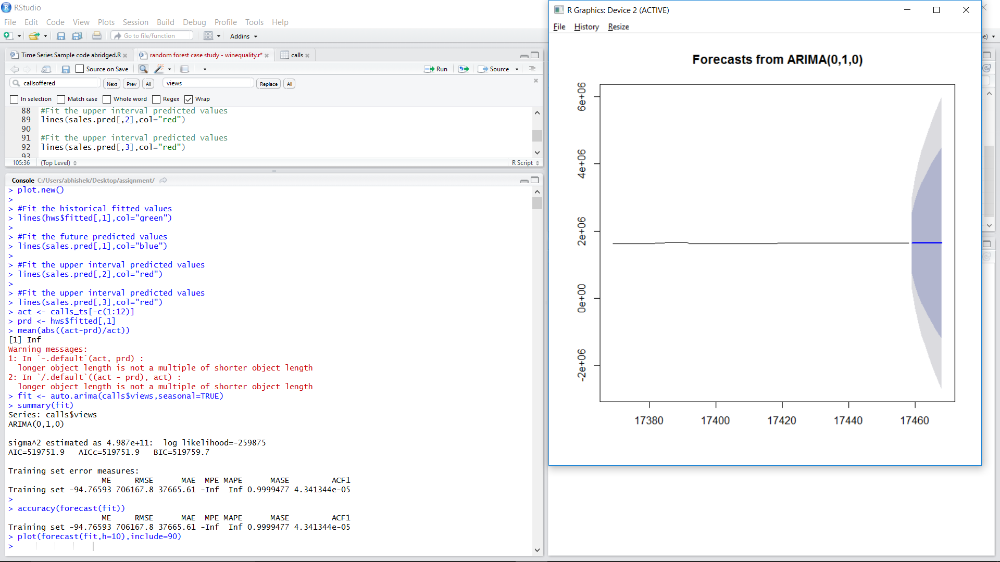 RStudio
File Edit Code View Plots Session Build Debug Profile Tools Help
Go to file/function Addins
Time Series Sample code abridged.R random forest case study - winequality.r* calls
Source on Save Run Source
callsoffered Next Prev All views Replace All
In selection Match case Whole word Regex Wrap
88 #Fit the upper interval predicted values
89 lines(sales.pred[,2],col="red")
90
91 #Fit the upper interval predicted values
92 lines(sales.pred[,3],col="red")
93
105:36 (Top Level) R Script
Console C:/Users/abhishek/Desktop/assignment/
> plot.new()
>
> #Fit the historical fitted values
> lines(hws$fitted[,1],col="green")
>
> #Fit the future predicted values
> lines(sales.pred[,1],col="blue")
>
> #Fit the upper interval predicted values
> lines(sales.pred[,2],col="red")
>
> #Fit the upper interval predicted values
> lines(sales.pred[,3],col="red")
> act <- calls_ts[-c(1:12)]
> prd <- hws$fitted[,1]
> mean(abs((act-prd)/act))
[1] Inf
Warning messages:
1: In `-.default`(act, prd) :
longer object length is not a multiple of shorter object length
2: In `/.default`((act - prd), act) :
longer object length is not a multiple of shorter object length
> fit <- auto.arima(calls$views,seasonal=TRUE)
> summary(fit)
Series: calls$views
ARIMA(0,1,0)
sigma^2 estimated as 4.987e+11: log likelihood=-259875
AIC=519751.9 AICc=519751.9 BIC=519759.7
Training set error measures:
ME RMSE MAE MPE MAPE MASE ACF1
Training set -94.76593 706167.8 37665.61 -Inf Inf 0.9999477 4.341344e-05
>
> accuracy(forecast(fit))
ME RMSE MAE MPE MAPE MASE ACF1
Training set -94.76593 706167.8 37665.61 -Inf Inf 0.9999477 4.341344e-05
> plot(forecast(fit,h=10),include=90)
>
R Graphics: Device 2 (ACTIVE)
File History Resize
Forecasts from ARIMA(0,1,0)
6e+06
4e+06
2e+06
0e+00
-2e+06
17380 17400 17420 17440 17460
e)